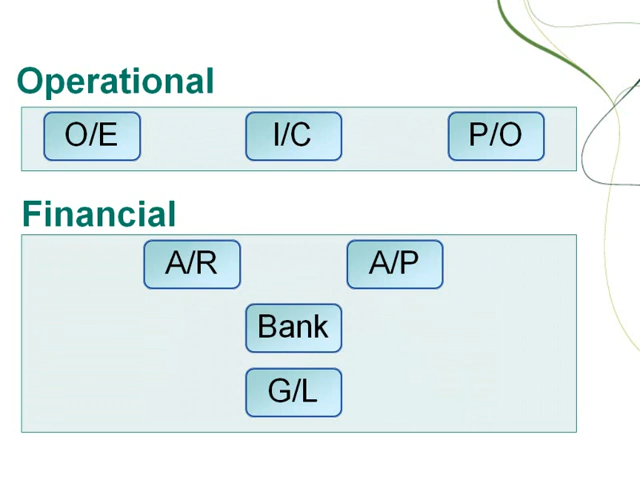 Operational
O/E I/C P/O
Financial
A/R A/P
Bank
G/L